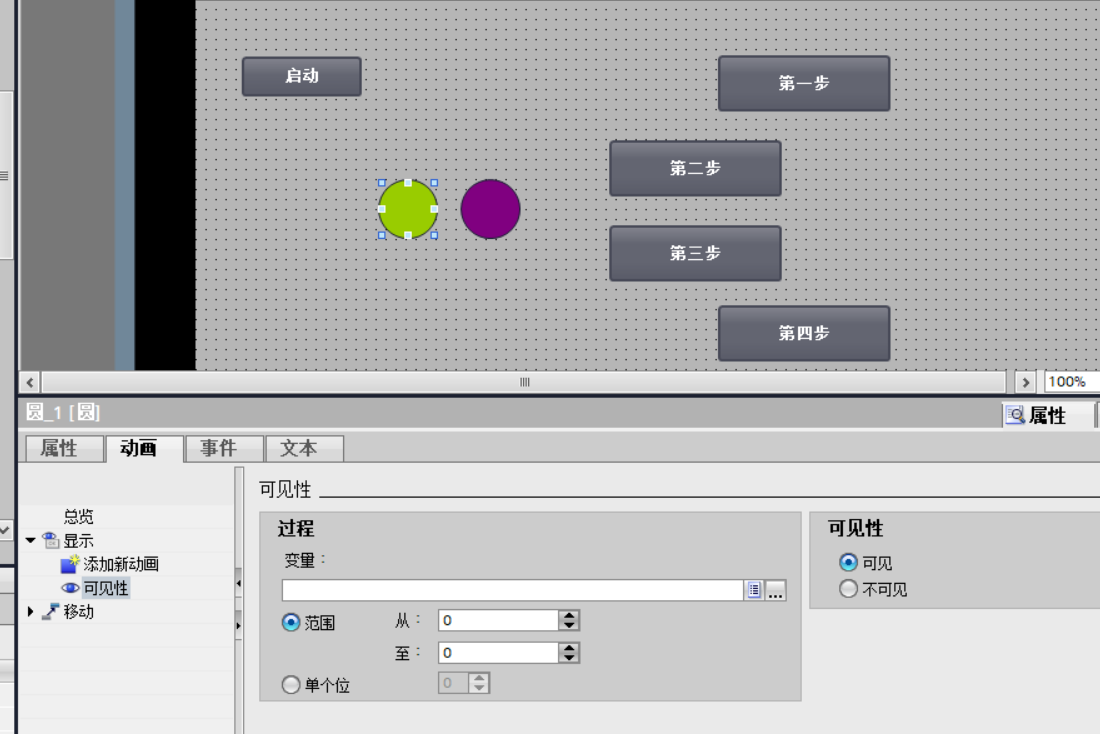 启动
第一步
第二步
第三步
第四步
100%
圆_1 [圆]
属性
属性
动画
事件
文本
总览
显示
添加新动画
可见性
移动
可见性
过程
变量：
...
范围
从：
0
至：
0
单个位
0
可见性
可见
不可见